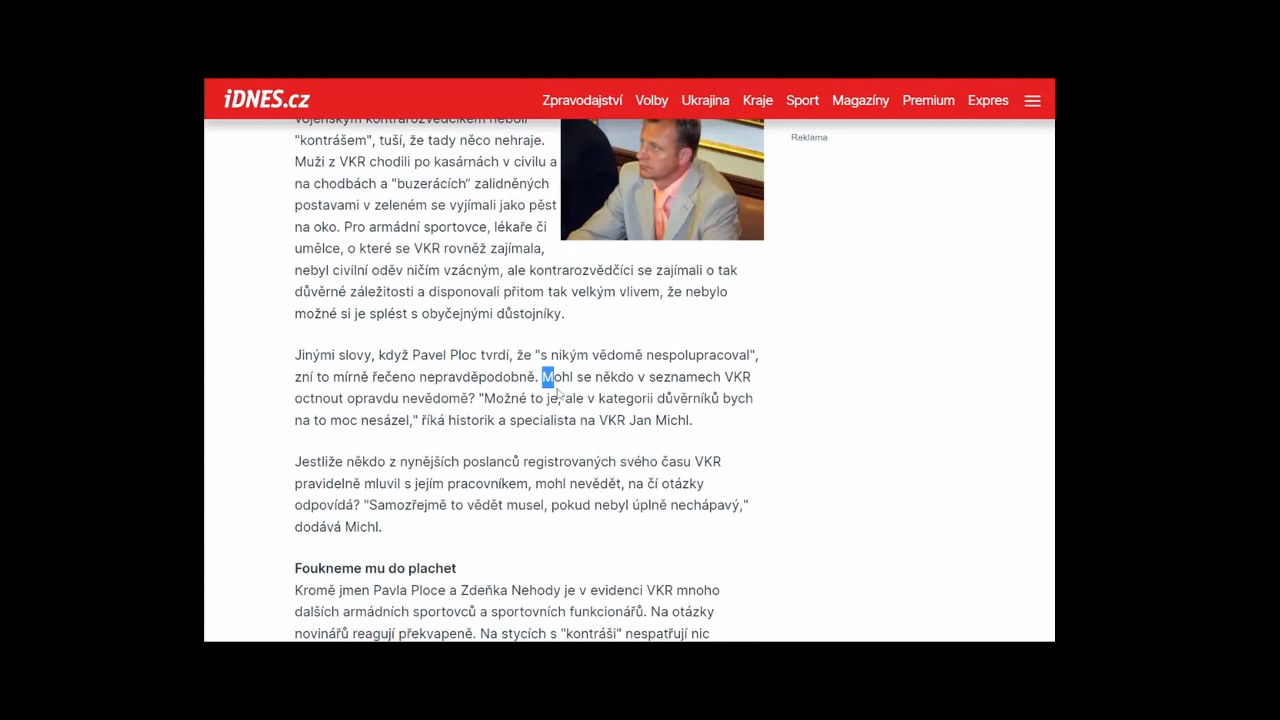 iDNES.cz
Zpravodajství Volby Ukrajina Kraje Sport Magazíny Premium Expres
Reklama
vojenským kontrarozvědčíkem neboli
"kontrášem", tuší, že tady něco nehraje.
Muži z VKR chodili po kasárnách v civilu a
na chodbách a "buzerácích“ zalidněných
postavami v zeleném se vyjímali jako pěst
na oko. Pro armádní sportovce, lékaře či
umělce, o které se VKR rovněž zajímala,
nebyl civilní oděv ničím vzácným, ale kontrarozvědčíci se zajímali o tak
důvěrné záležitosti a disponovali přitom tak velkým vlivem, že nebylo
možné si je splést s obyčejnými důstojníky.
Jinými slovy, když Pavel Ploc tvrdí, že "s nikým vědomě nespolupracoval",
zní to mírně řečeno nepravděpodobně. Mohl se někdo v seznamech VKR
octnout opravdu nevědomě? "Možné to je, ale v kategorii důvěrníků bych
na to moc nesázel," říká historik a specialista na VKR Jan Michl.
Jestliže někdo z nynějších poslanců registrovaných svého času VKR
pravidelně mluvil s jejím pracovníkem, mohl nevědět, na čí otázky
odpovídá? "Samozřejmě to vědět musel, pokud nebyl úplně nechápavý,"
dodává Michl.
Foukneme mu do plachet
Kromě jmen Pavla Ploce a Zdeňka Nehody je v evidenci VKR mnoho
dalších armádních sportovců a sportovních funkcionářů. Na otázky
novinářů reagují překvapeně. Na stycích s "kontráši" nespatřují nic